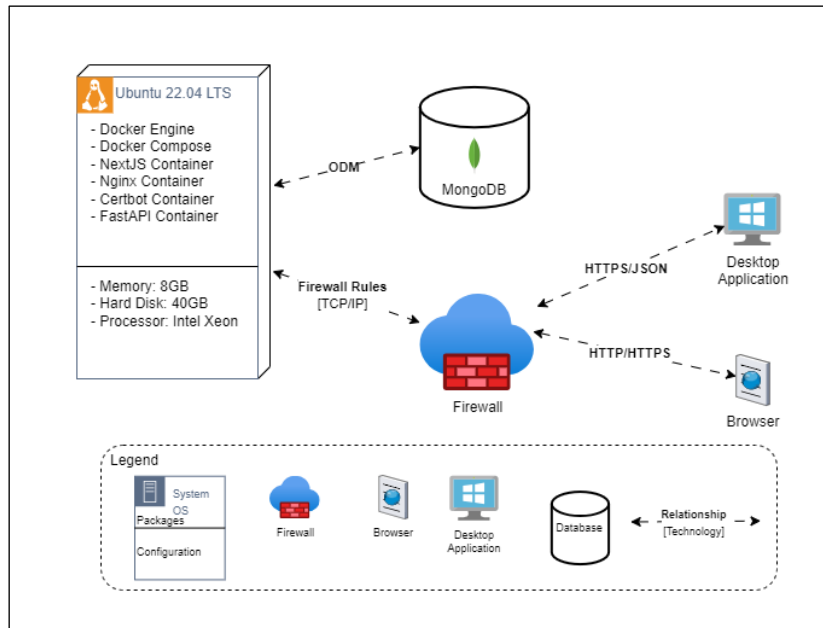 Ubuntu 22.04 LTS
- Docker Engine
- Docker Compose
- NextJS Container
- Nginx Container
- Certbot Container
- FastAPI Container
- Memory: 8GB
- Hard Disk: 40GB
- Processor: Intel Xeon
ODM
MongoDB
Firewall Rules
[TCP/IP]
Firewall
HTTPS/JSON
Desktop
Application
HTTP/HTTPS
Browser
Legend
System
OS
Packages
Configuration
Firewall
Browser
Desktop
Application
Database
Relationship
[Technology]